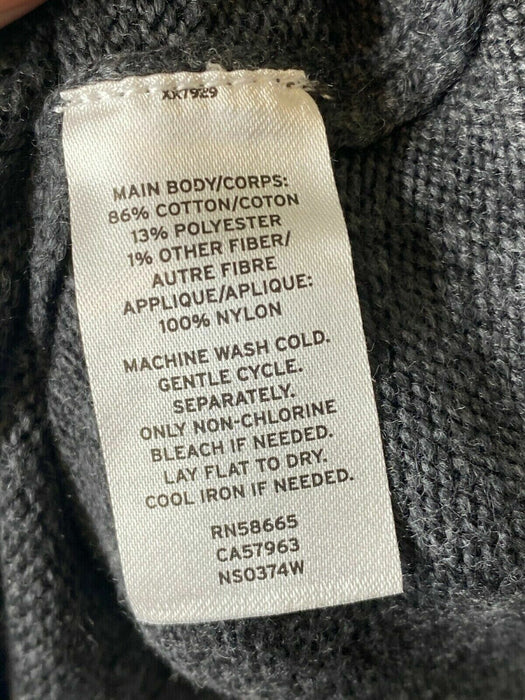 XX7929
MAIN BODY/CORPS:
86% COTTON/COTON
13% POLYESTER
1% OTHER FIBER/
AUTRE FIBRE
APPLIQUE/APLIQUE:
100% NYLON
MACHINE WASH COLD.
GENTLE CYCLE.
SEPARATELY.
ONLY NON-CHLORINE
BLEACH IF NEEDED.
LAY FLAT TO DRY.
COOL IRON IF NEEDED.
RN58665
CA57963
NS0374W